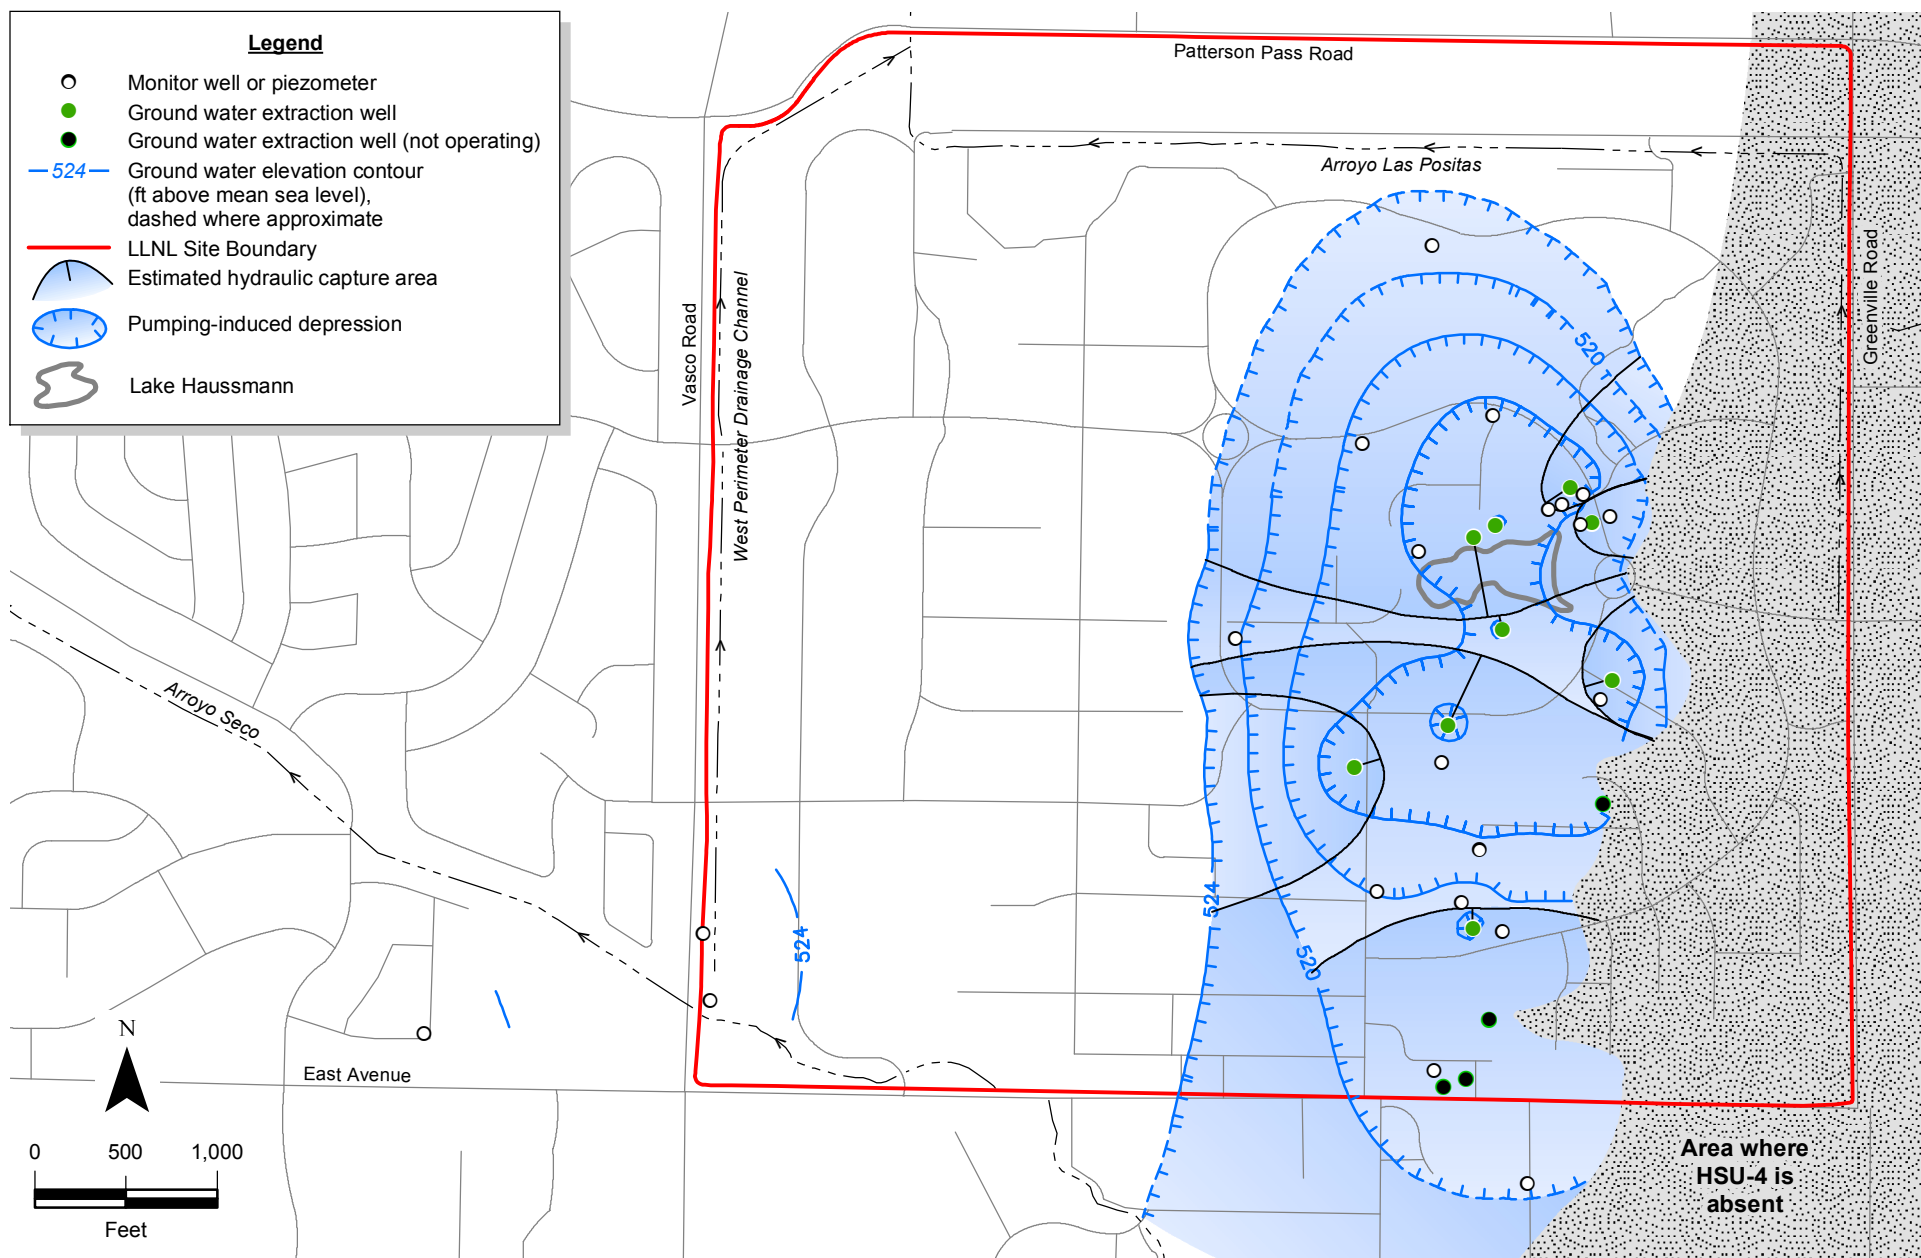 Legend
Monitor well or piezometer
Ground water extraction well
Ground water extraction well (not operating)
524
Ground water elevation contour
(ft above mean sea level),
dashed where approximate
LLNL Site Boundary
Estimated hydraulic capture area
Pumping-induced depression
Lake Haussmann
Patterson Pass Road
Arroyo Las Positas
Greenville Road
Vasco Road
West Perimeter Drainage Channel
520
Arroyo Seco
524
524
520
N
East Avenue
0 500 1,000
Feet
Area where
HSU-4 is
absent